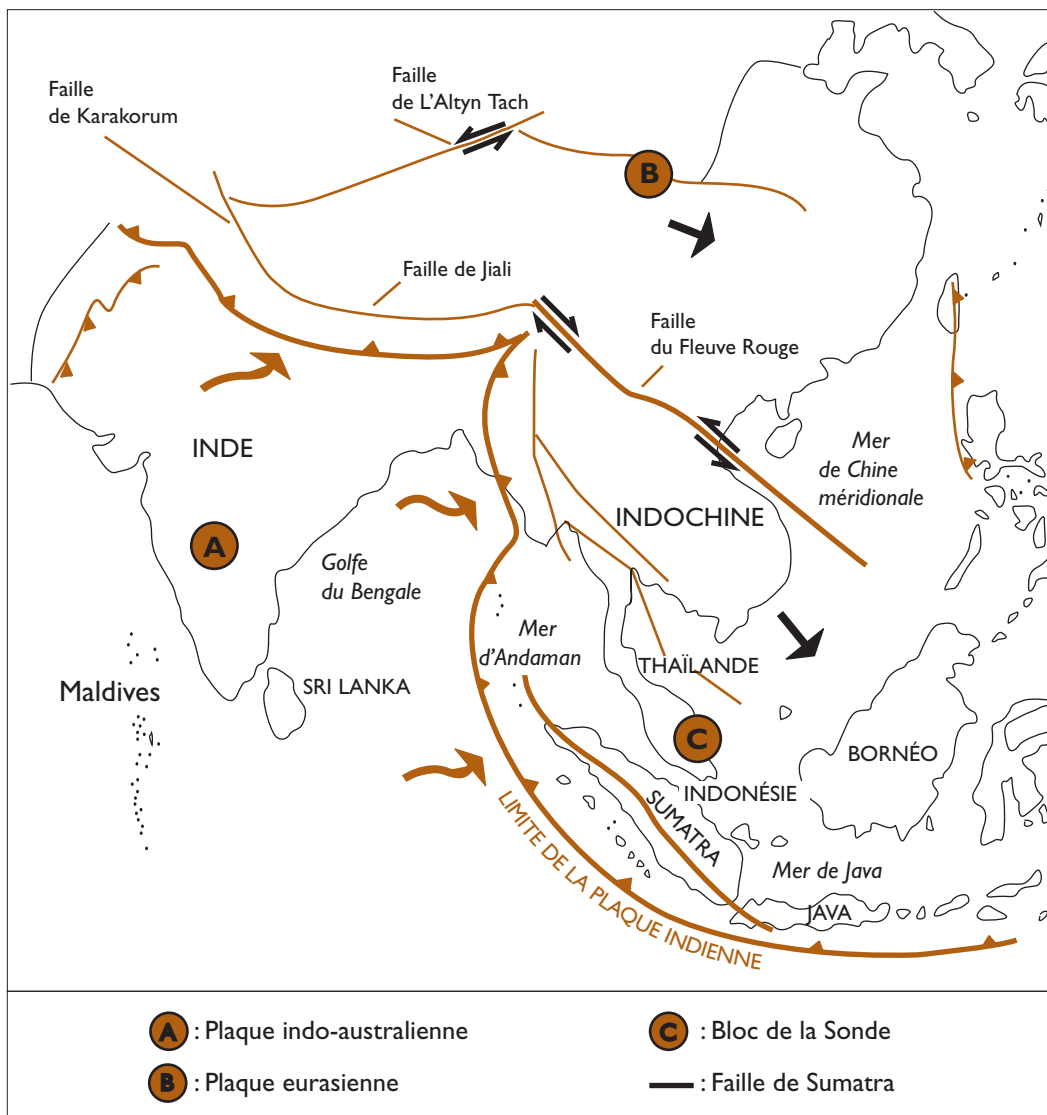 Faille
de Karakorum
Faille
de L'Altyn Tach
B
Faille de Jiali
Faille
du Fleuve Rouge
INDE
Mer
de Chine
méridionale
A
INDOCHINE
Golfe
du Bengale
Mer
d'Andaman
THAÏLANDE
Maldives
SRI LANKA
C
BORNÉO
INDONÉSIE
SUMATRA
LIMITE DE LA PLAQUE INDIENNE
Mer de Java
JAVA
A : Plaque indo-australienne
C : Bloc de la Sonde
B : Plaque eurasienne
: Faille de Sumatra